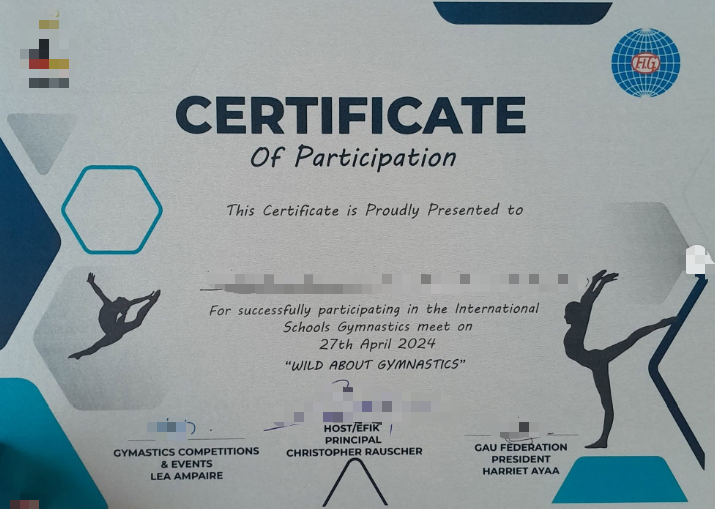 FIG
CERTIFICATE
Of Participation
This Certificate is Proudly Presented to
For successfully participating in the International
Schools Gymnastics meet on
27th April 2024
"WILD ABOUT GYMNASTICS"
GYMASTICS COMPETITIONS
& EVENTS
LEA AMPAIRE
HOST/EFIK
PRINCIPAL
CHRISTOPHER RAUSCHER
GAU FEDERATION
PRESIDENT
HARRIET AYAA